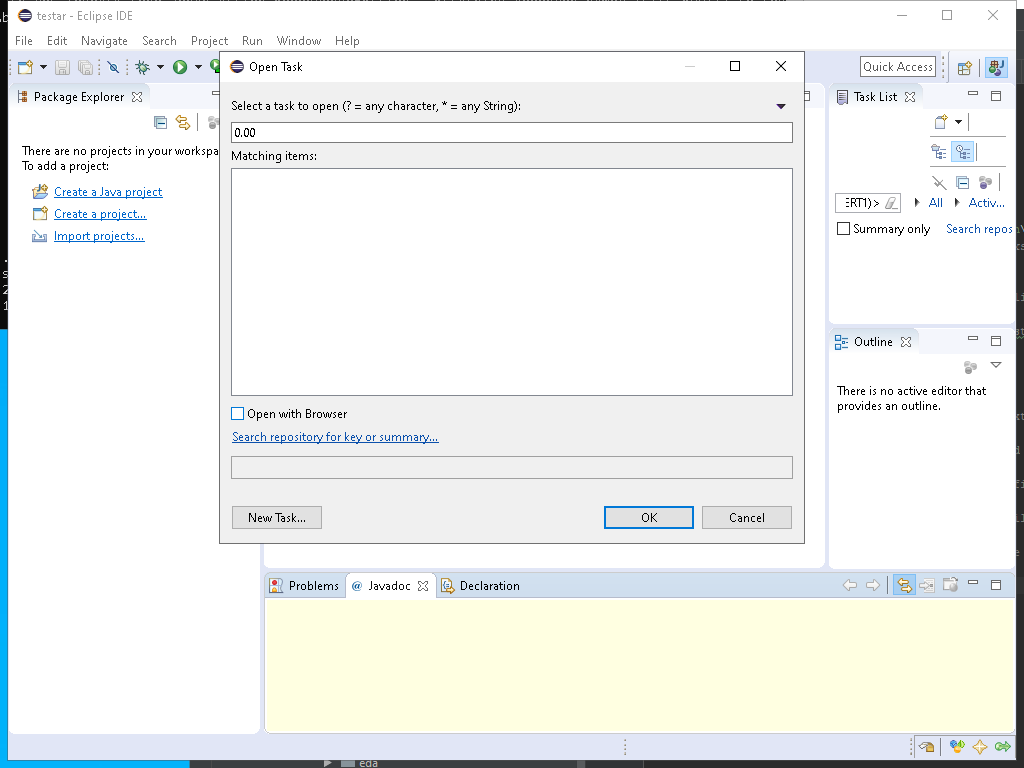 testar - Eclipse IDE
File Edit Navigate Search Project Run Window Help
Quick Access
Package Explorer
There are no projects in your workspa
To add a project:
Create a Java project
Create a project...
Import projects...
Open Task
Select a task to open (? = any character, * = any String):
0.00
Matching items:
Open with Browser
Search repository for key or summary...
New Task...
OK
Cancel
Task List
ERT1)>
All
Activ...
Summary only
Search repos
Outline
There is no active editor that
provides an outline.
Problems
@ Javadoc
Declaration
eda